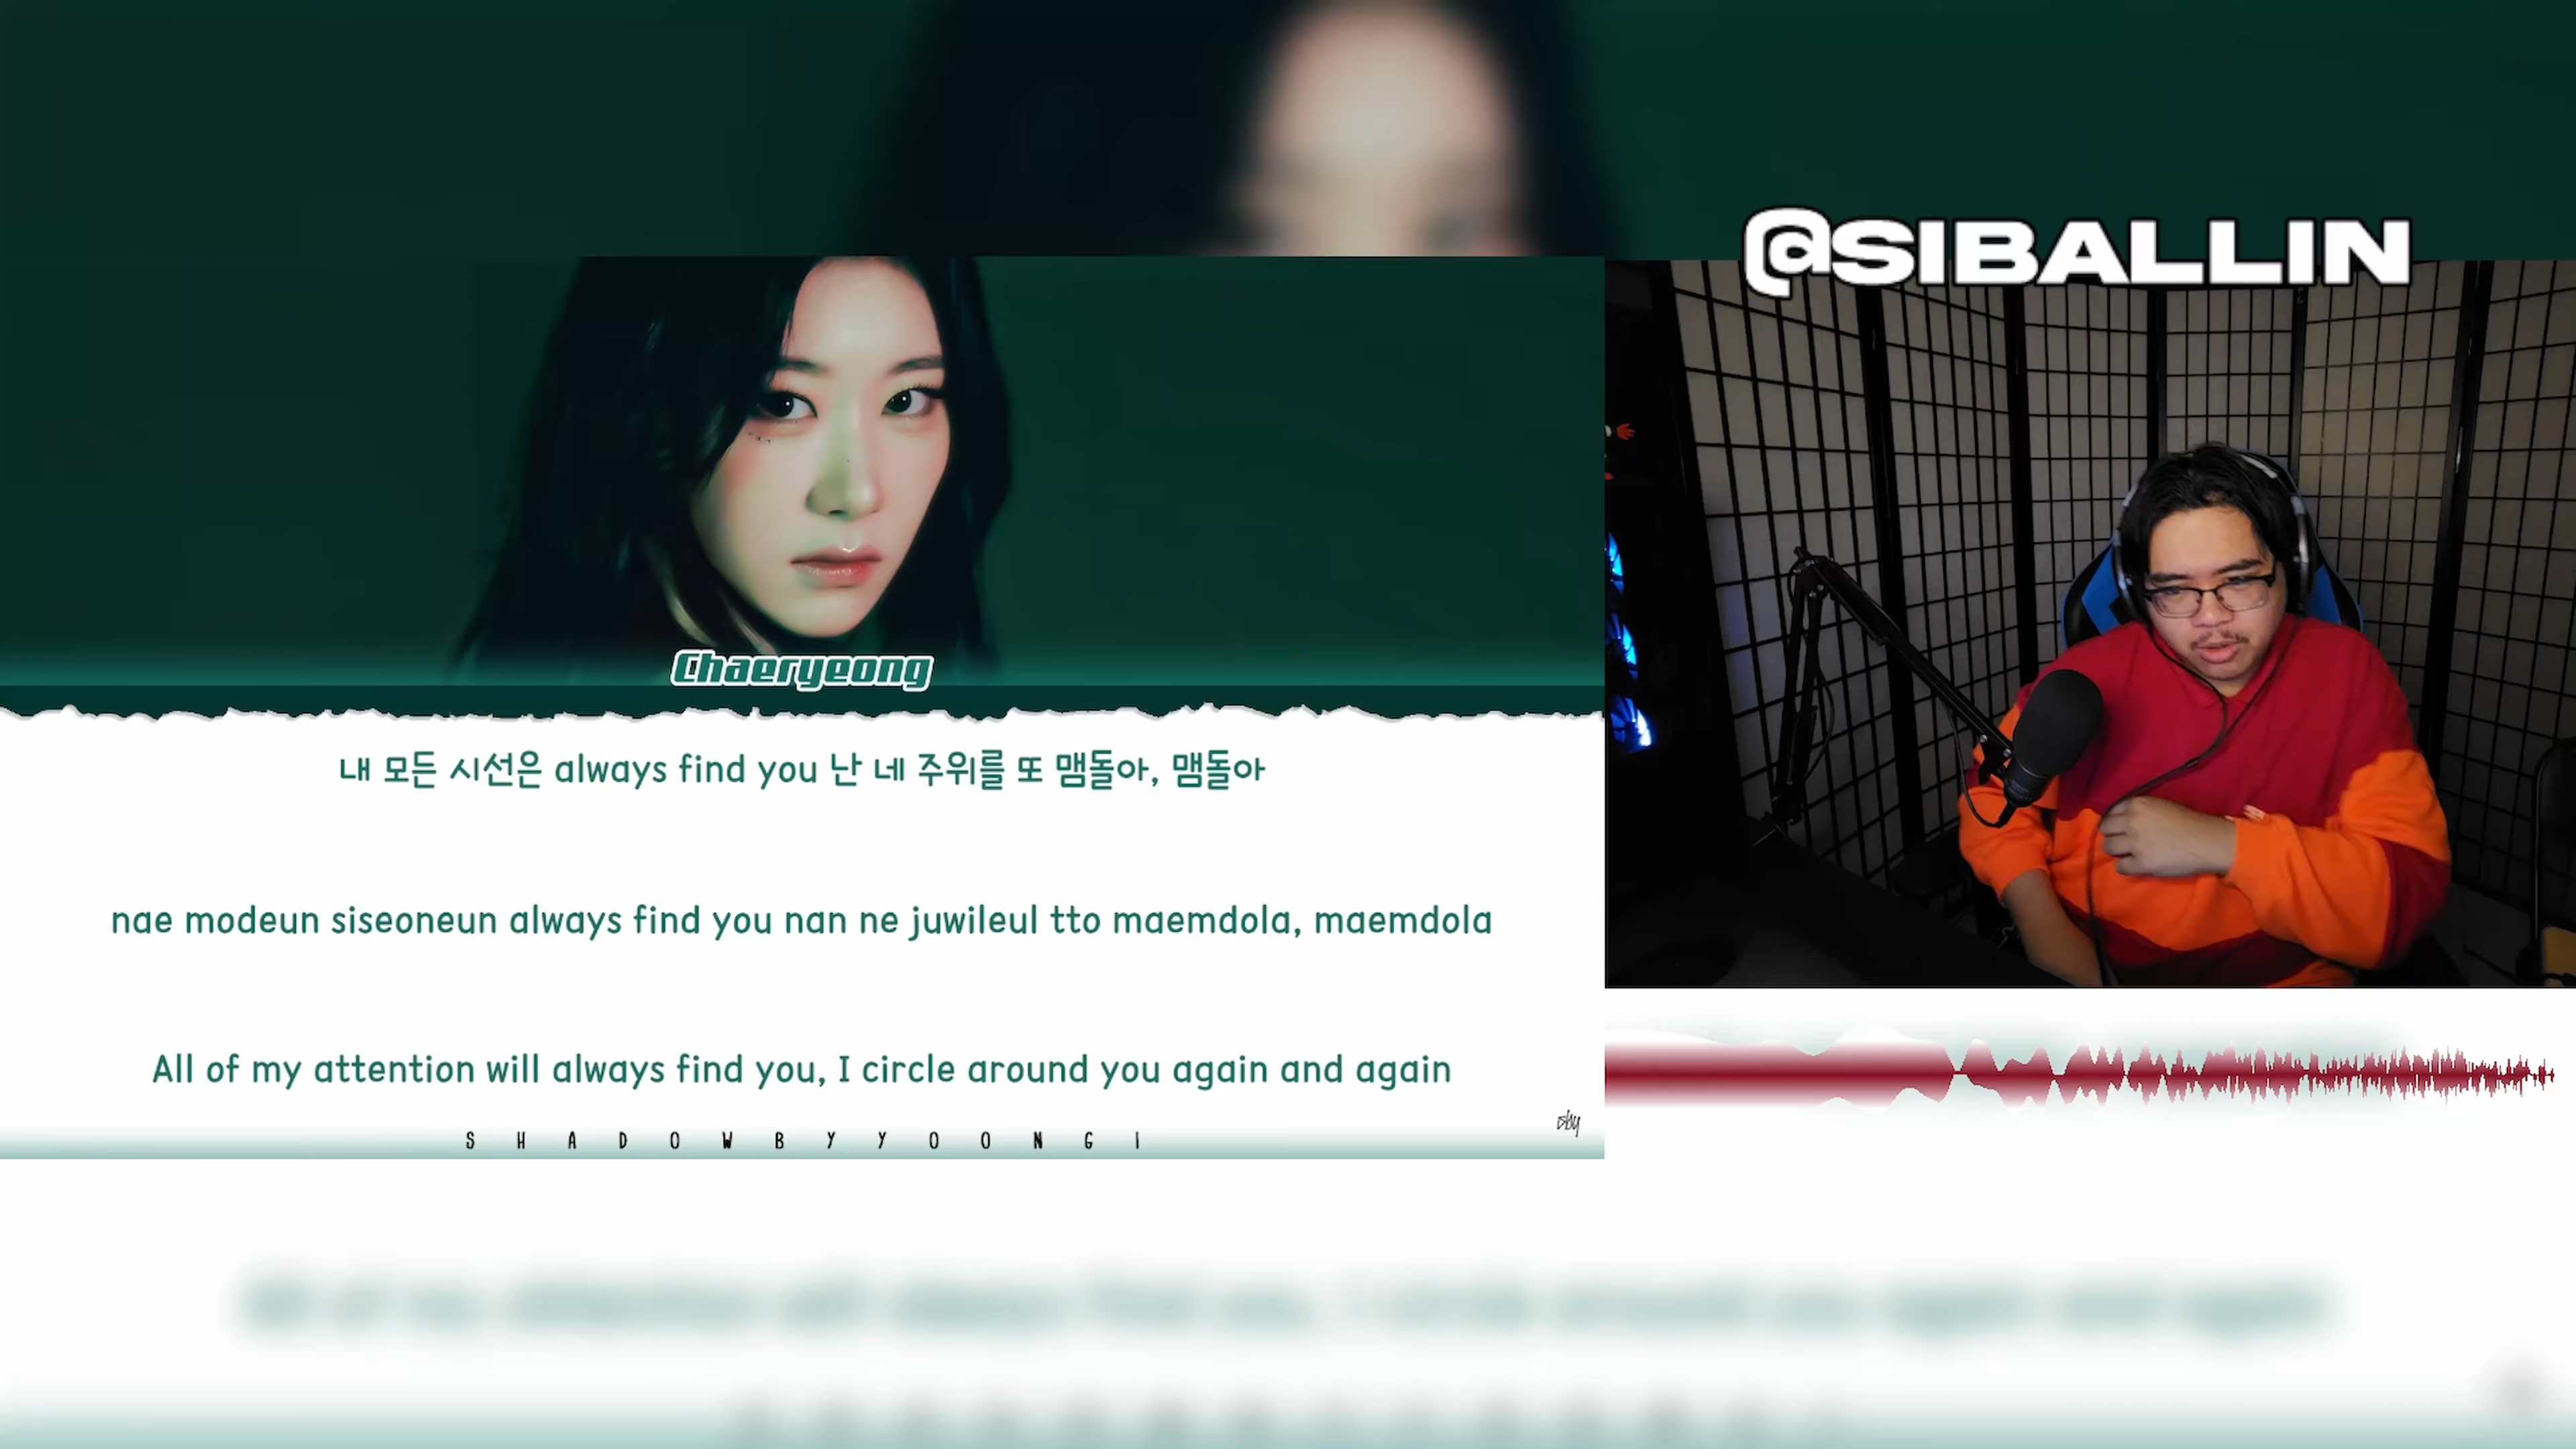 @SIBALLIN
Chaeryeong
내 모든 시선은 always find you 난 네 주위를 또 맴돌아, 맴돌아
nae modeun siseoneun always find you nan ne juwileul tto maemdola, maemdola
All of my attention will always find you, I circle around you again and again
sby
S H A D O W B Y Y O O N G I